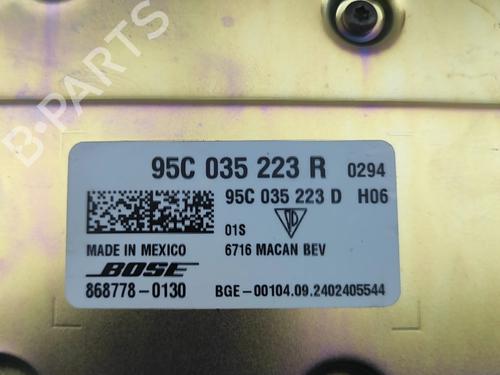 B-PARTS
95C 035 223 R 0294
95C 035 223 D H06
01S
MADE IN MEXICO 6716 MACAN BEV
BOSE
868778-0130 BGE-00104.09.2402405544